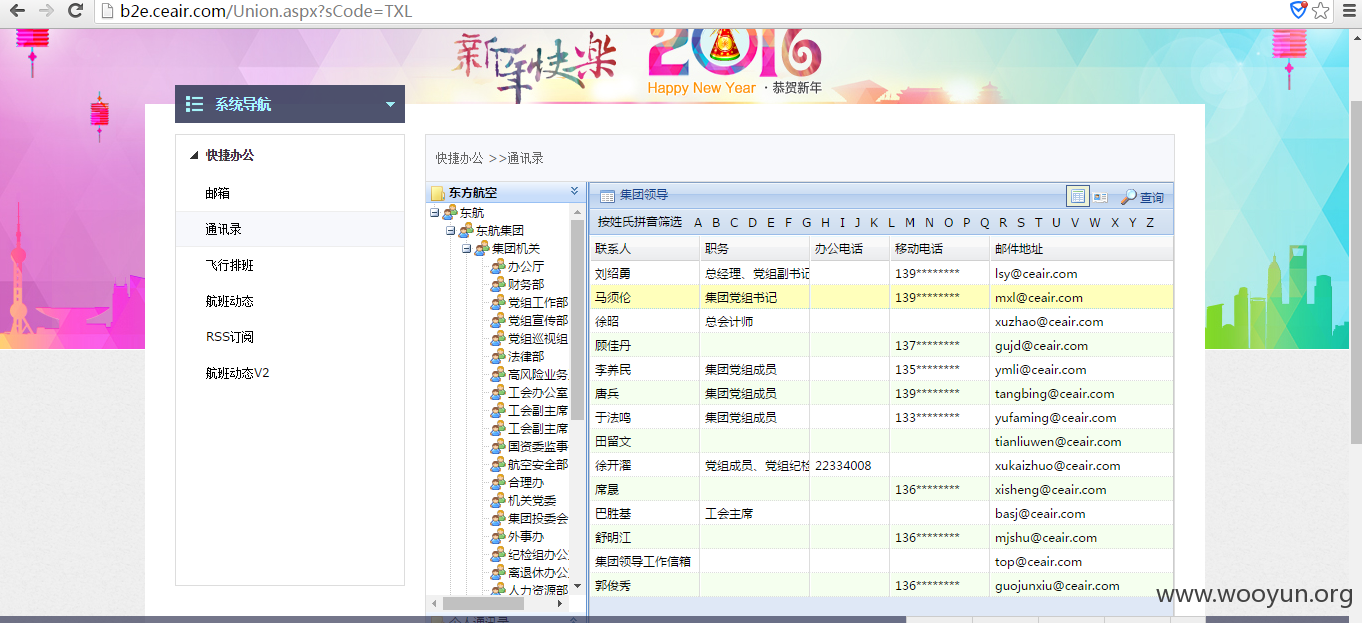 b2e.ceair.com/Union.aspx?sCode=TXL
新年快乐
2016
Happy New Year · 恭贺新年
系统导航
快捷办公
邮箱
通讯录
飞行排班
航班动态
RSS订阅
航班动态V2
快捷办公 >>通讯录
东方航空
东航
东航集团
集团机关
办公厅
财务部
党组工作部
党组宣传部
党组巡视组
法律部
高风险业务
工会办公室
工会副主席
工会副主席
国资委监事
航空安全部
合理办
机关党委
集团投委会
外事办
纪检组办公
离退休办公
人力资源部
个人通讯录
集团领导
查询
按姓氏拼音筛选 A B C D E F G H I J K L M N O P Q R S T U V W X Y Z
联系人 职务 办公电话 移动电话 邮件地址
刘绍勇 总经理、党组副书记 139******** lsy@ceair.com
马须伦 集团党组书记 139******** mxl@ceair.com
徐昭 总会计师 xuzhao@ceair.com
顾佳丹 137******** gujd@ceair.com
李养民 集团党组成员 135******** ymli@ceair.com
唐兵 集团党组成员 139******** tangbing@ceair.com
于法鸣 集团党组成员 133******** yufaming@ceair.com
田留文 tianliuwen@ceair.com
徐开濯 党组成员、党组纪检 22334008 xukaizhuo@ceair.com
席晟 136******** xisheng@ceair.com
巴胜基 工会主席 basj@ceair.com
舒明江 136******** mjshu@ceair.com
集团领导工作信箱 top@ceair.com
郭俊秀 136******** guojunxiu@ceair.com
www.wooyun.org